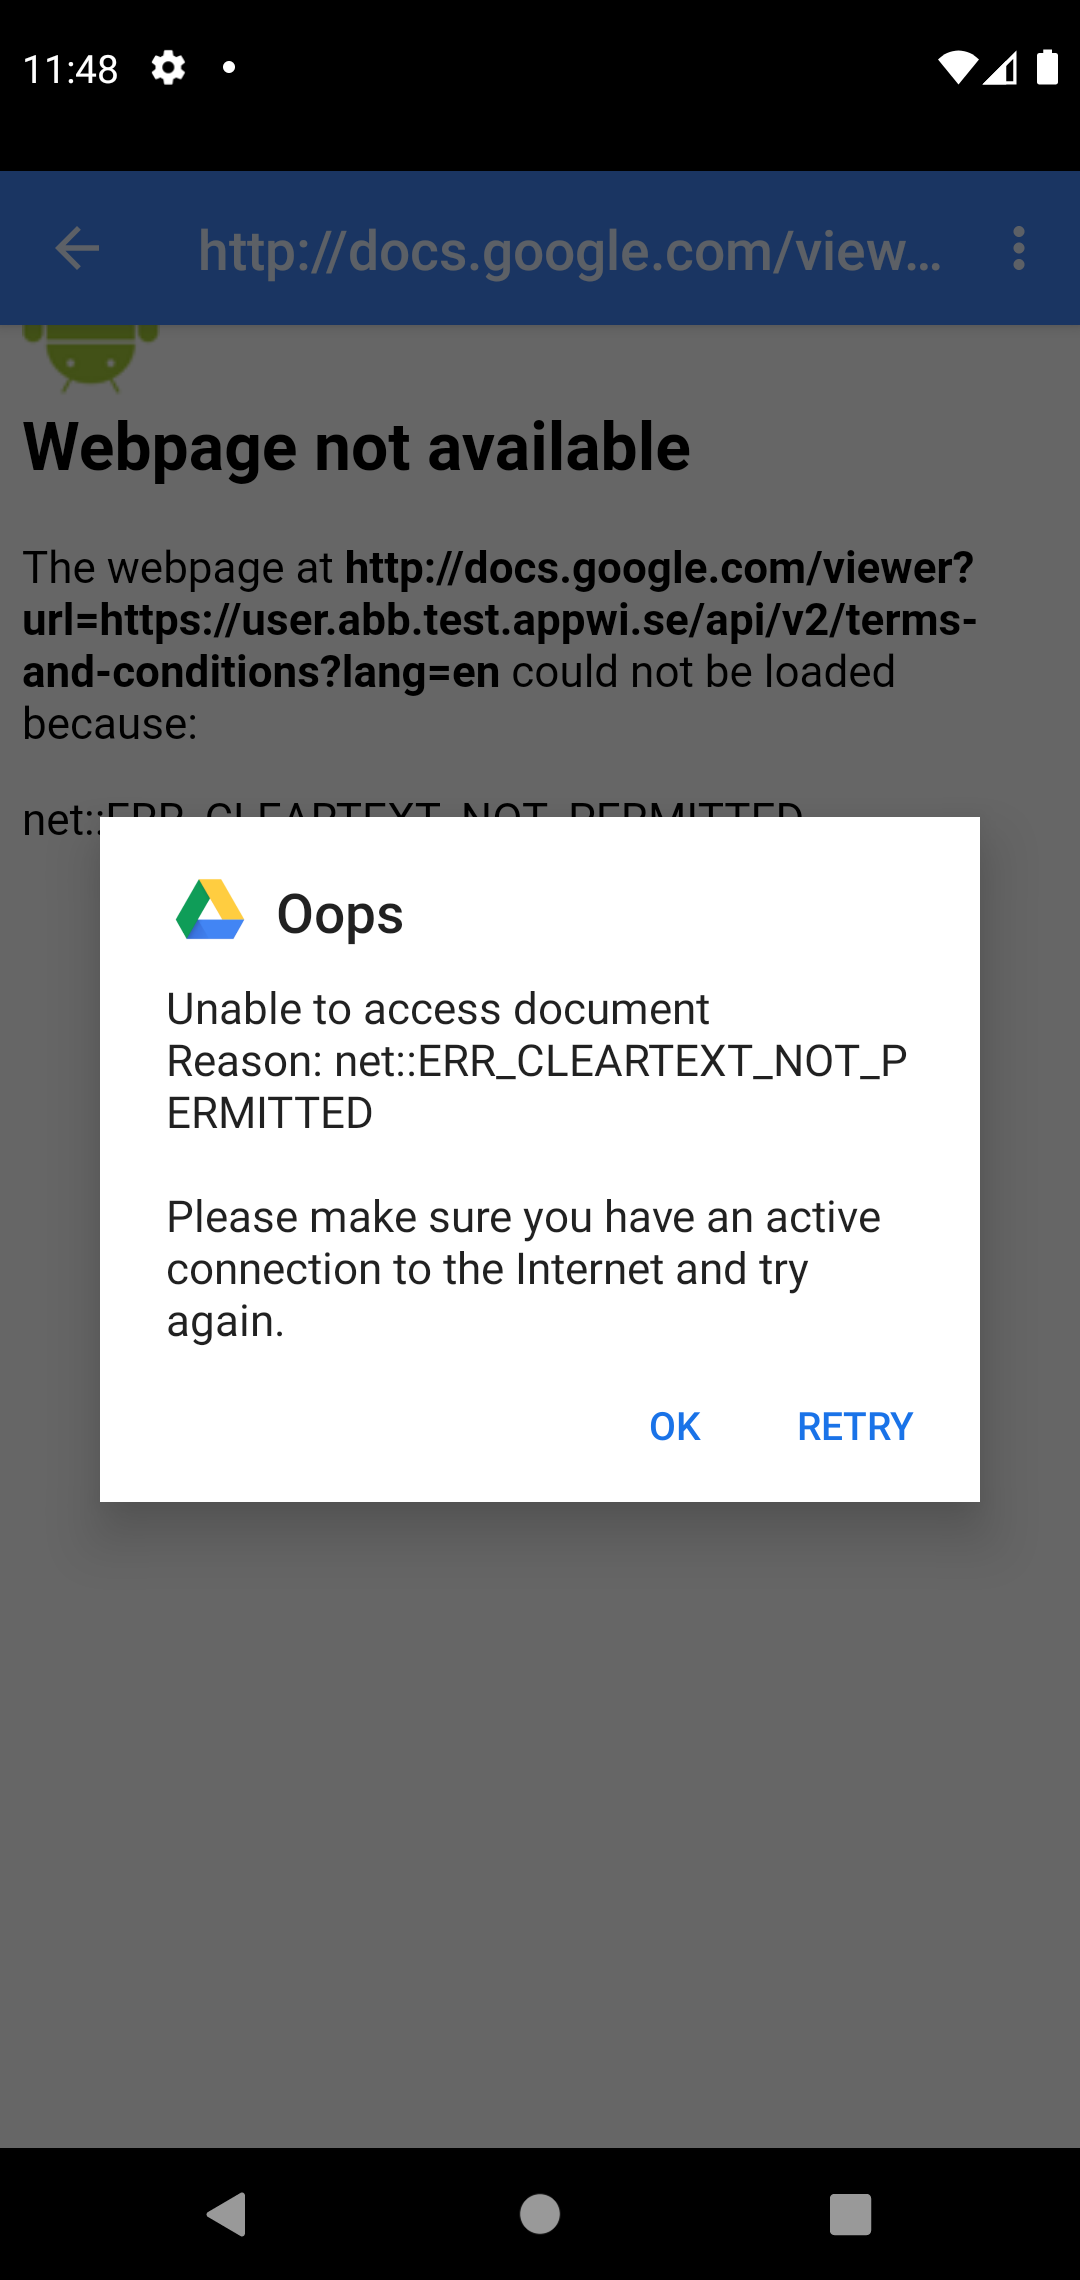 11:48
http://docs.google.com/view...
Webpage not available
The webpage at http://docs.google.com/viewer?
url=https://user.abb.test.appwi.se/api/v2/terms-
and-conditions?lang=en could not be loaded
because:
net::ERR_CLEARTEXT_NOT_PERMITTED
Oops
Unable to access document
Reason: net::ERR_CLEARTEXT_NOT_P
ERMITTED
Please make sure you have an active
connection to the Internet and try
again.
OK RETRY